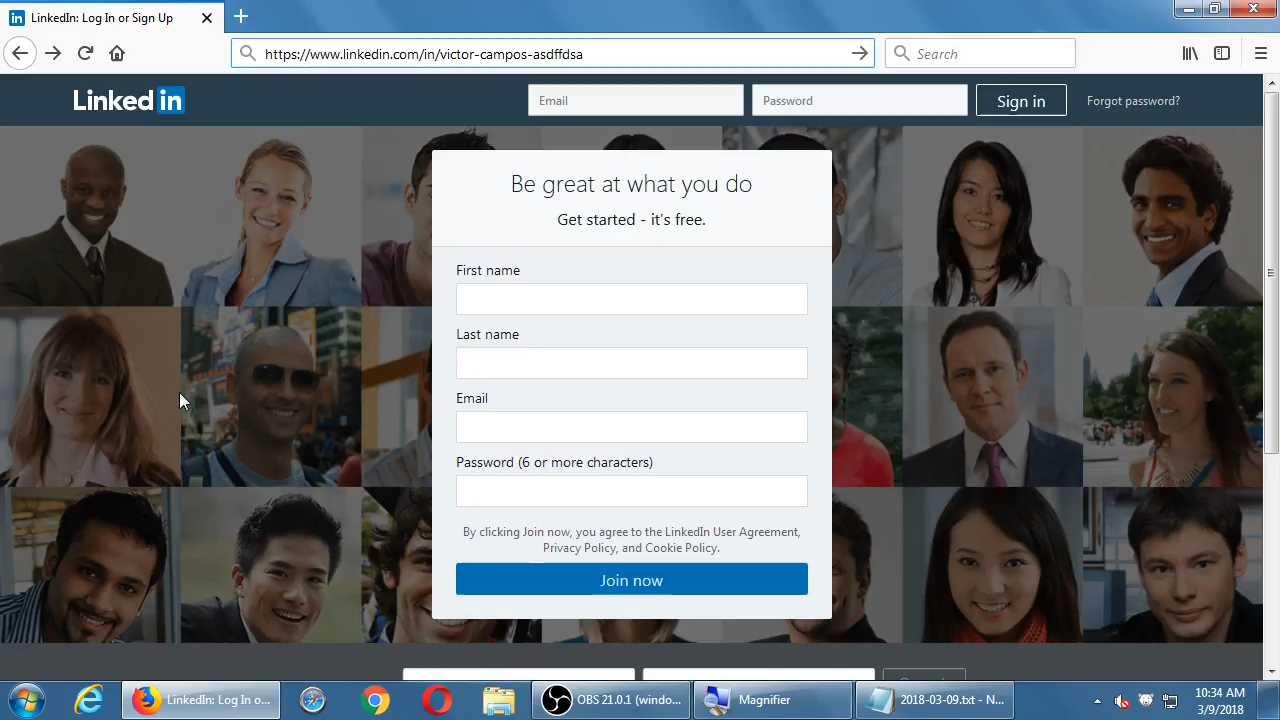 LinkedIn: Log In or Sign Up
https://www.linkedin.com/in/victor-campos-asdffdsa
Search
Linked in
Email
Password
Sign in
Forgot password?
Be great at what you do
Get started - it's free.
First name
Last name
Email
Password (6 or more characters)
By clicking Join now, you agree to the LinkedIn User Agreement,
Privacy Policy, and Cookie Policy.
Join now
LinkedIn: Log In o...
OBS 21.0.1 (windo...
Magnifier
2018-03-09.txt - N...
10:34 AM
3/9/2018